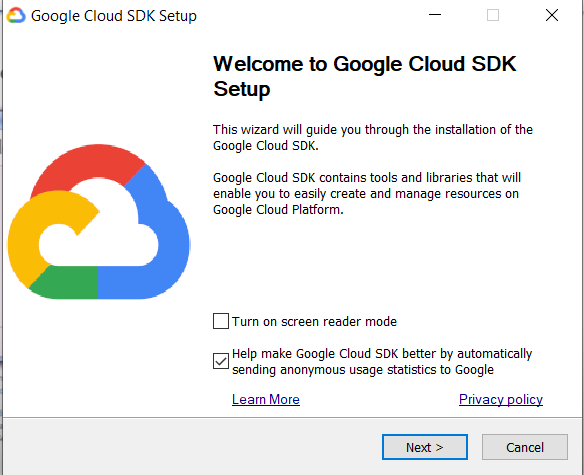 Google Cloud SDK Setup
Welcome to Google Cloud SDK
Setup
This wizard will guide you through the installation of the
Google Cloud SDK.
Google Cloud SDK contains tools and libraries that will
enable you to easily create and manage resources on
Google Cloud Platform.
Turn on screen reader mode
Help make Google Cloud SDK better by automatically
sending anonymous usage statistics to Google
Learn More
Privacy policy
Next >
Cancel